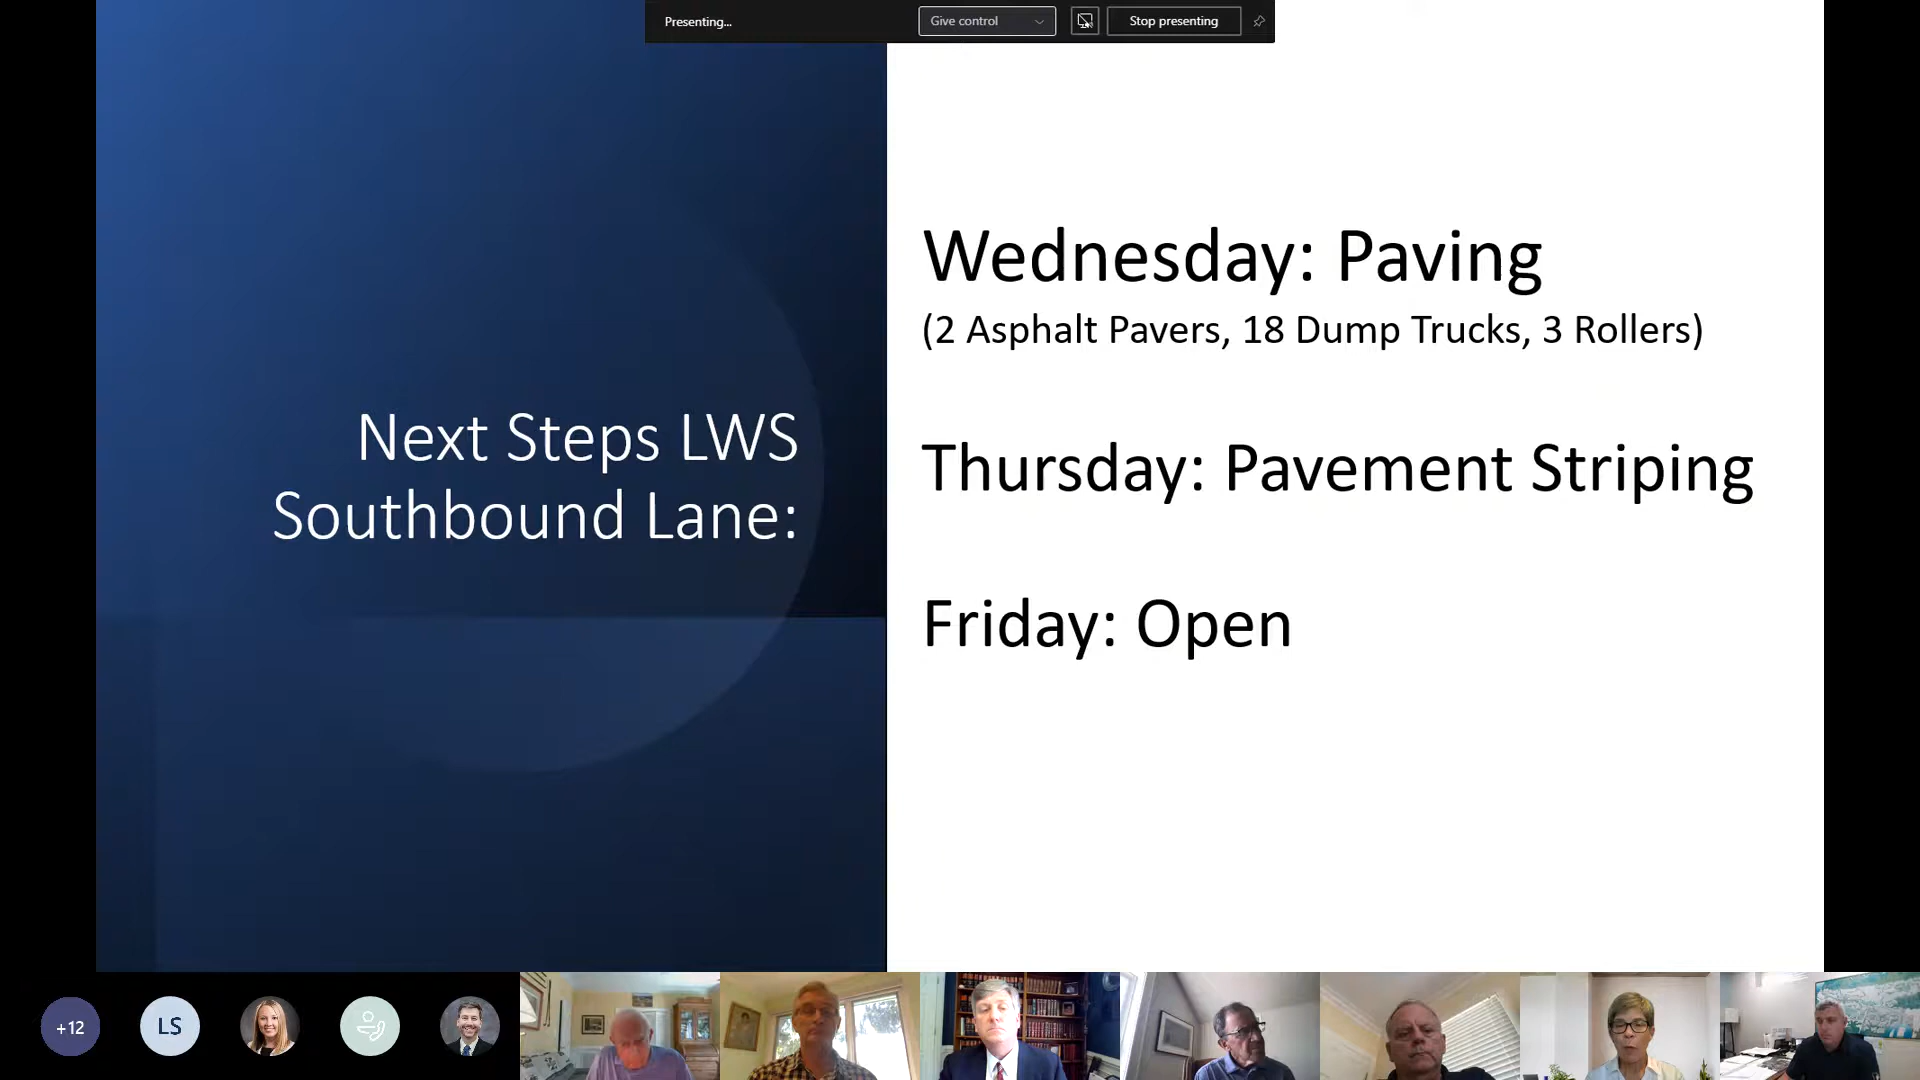 Presenting...
Give control
Stop presenting
Next Steps LWS
Southbound Lane:
Wednesday: Paving
(2 Asphalt Pavers, 18 Dump Trucks, 3 Rollers)
Thursday: Pavement Striping
Friday: Open
+12
LS